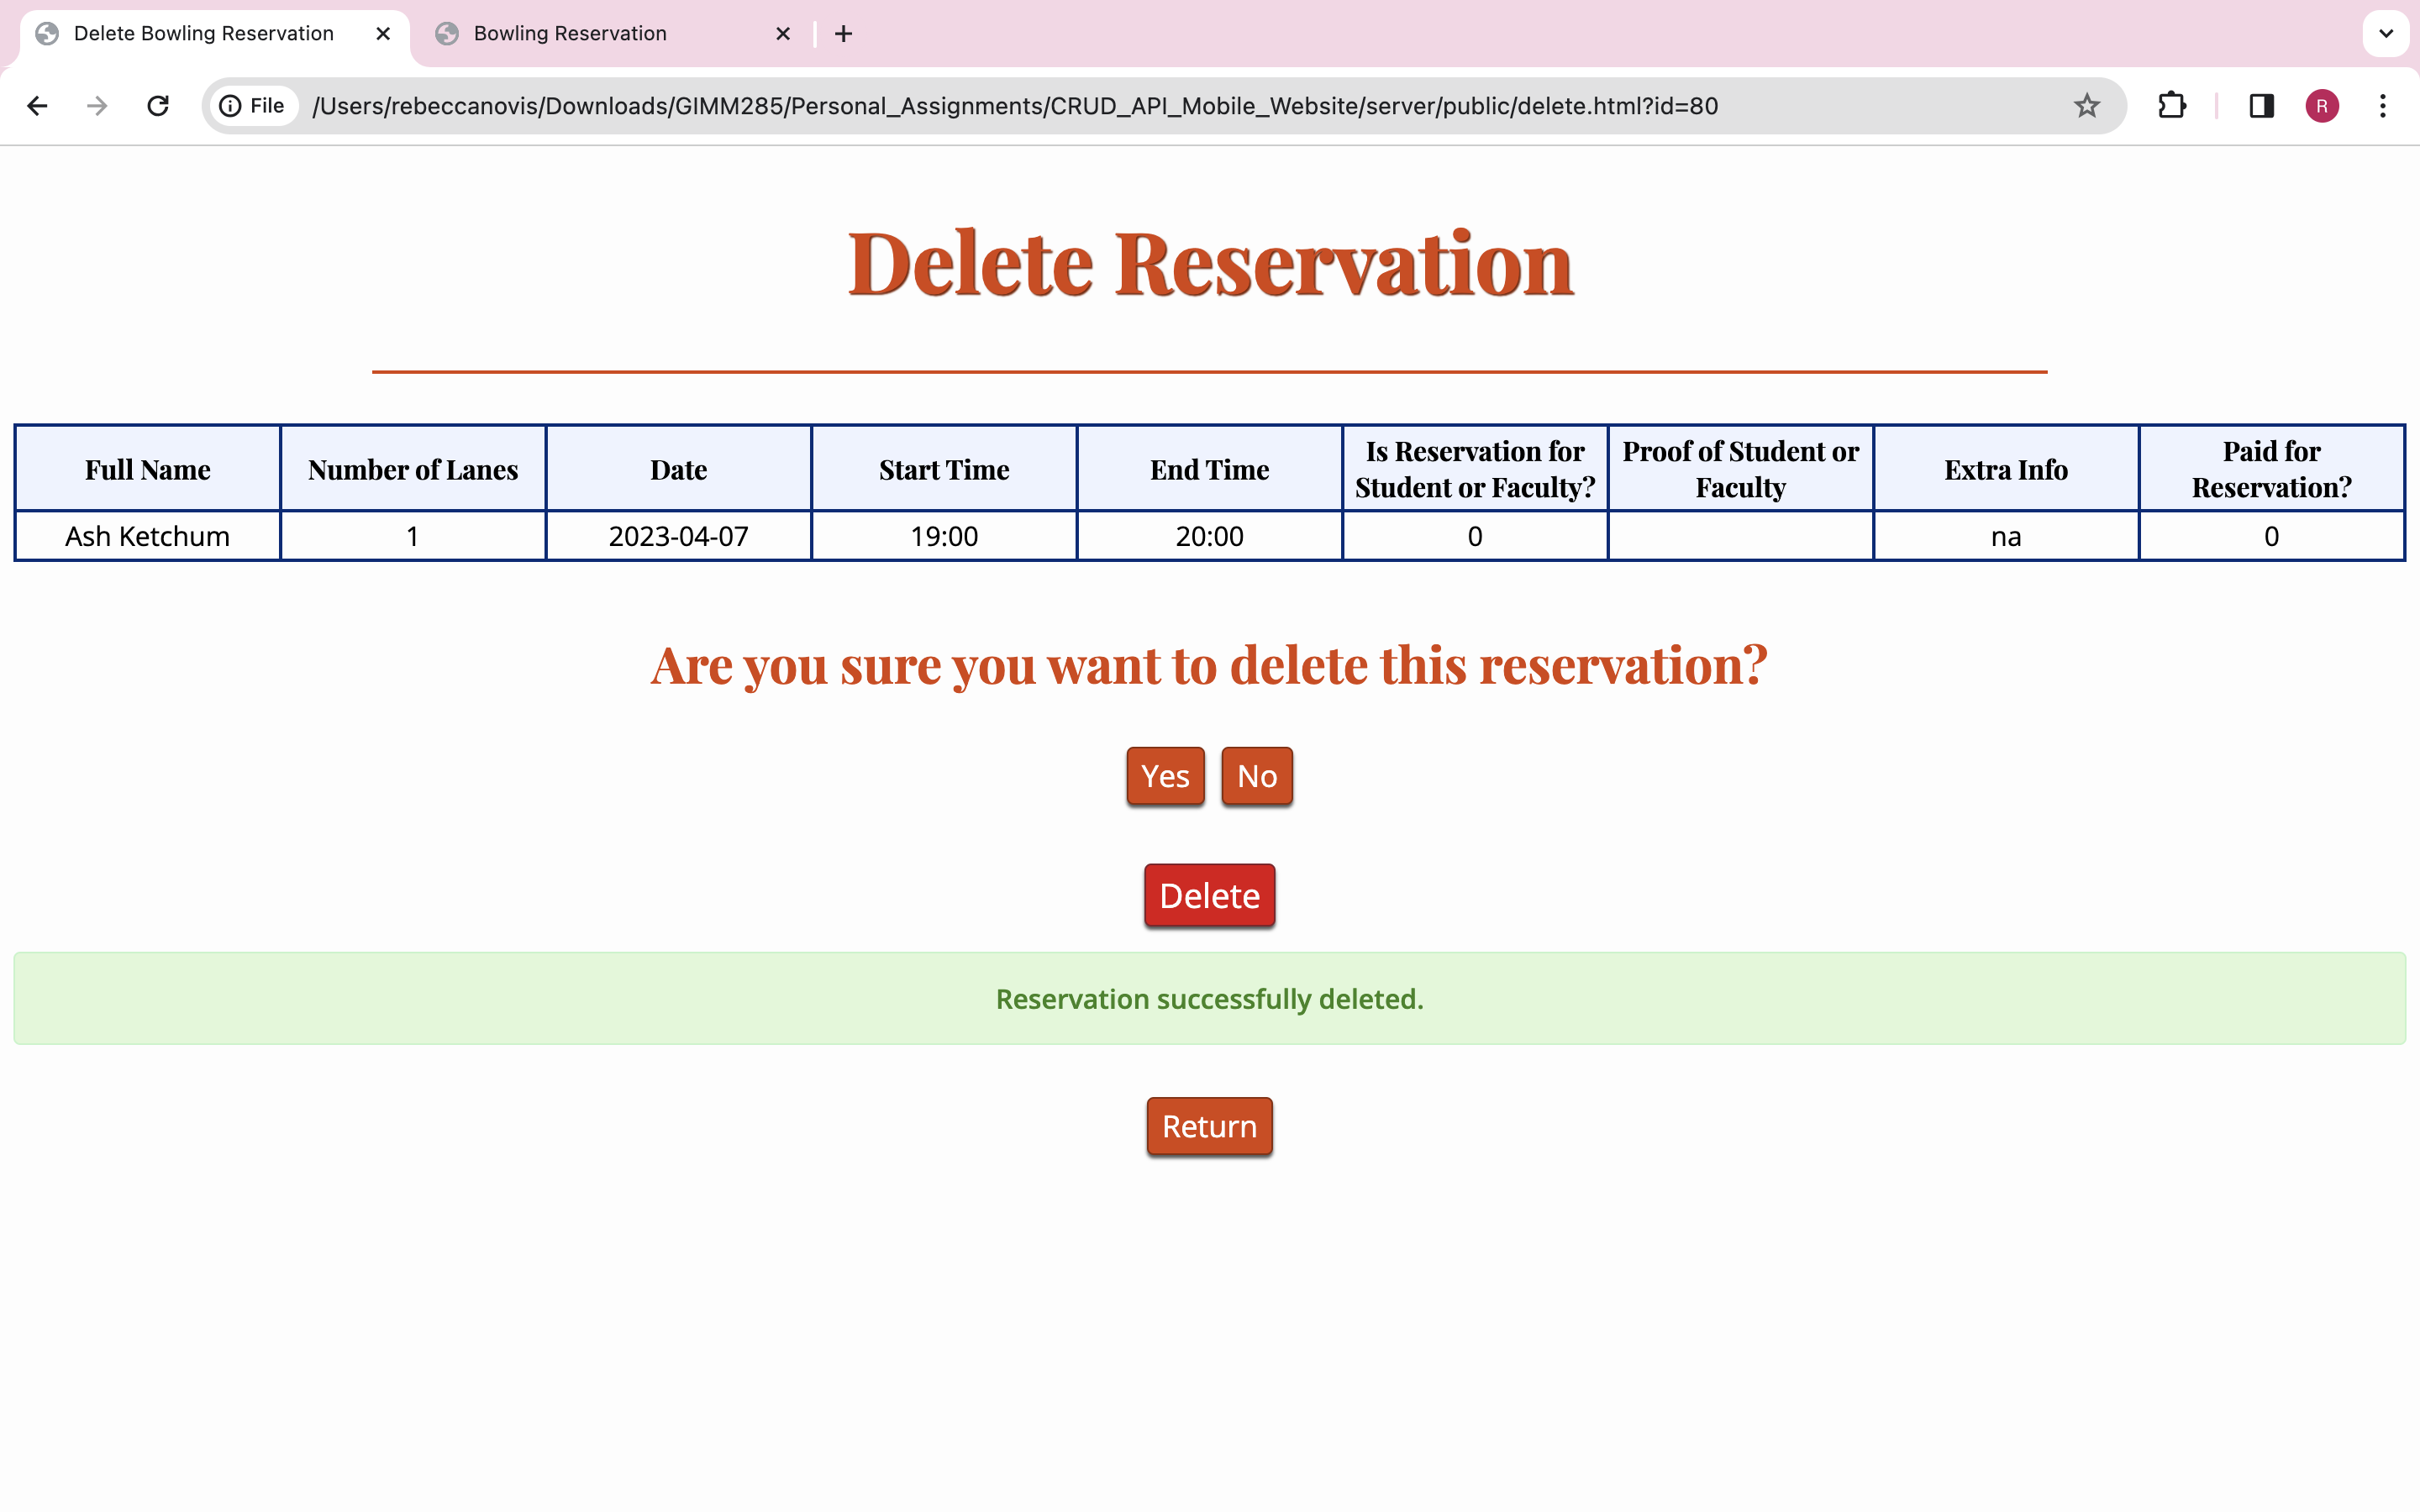 Delete Bowling Reservation
Bowling Reservation
File /Users/rebeccanovis/Downloads/GIMM285/Personal_Assignments/CRUD_API_Mobile_Website/server/public/delete.html?id=80
R
Delete Reservation
Full Name Number of Lanes Date Start Time End Time Is Reservation for Student or Faculty? Proof of Student or Faculty Extra Info Paid for Reservation?
Ash Ketchum 1 2023-04-07 19:00 20:00 0 na 0
Are you sure you want to delete this reservation?
Yes No
Delete
Reservation successfully deleted.
Return